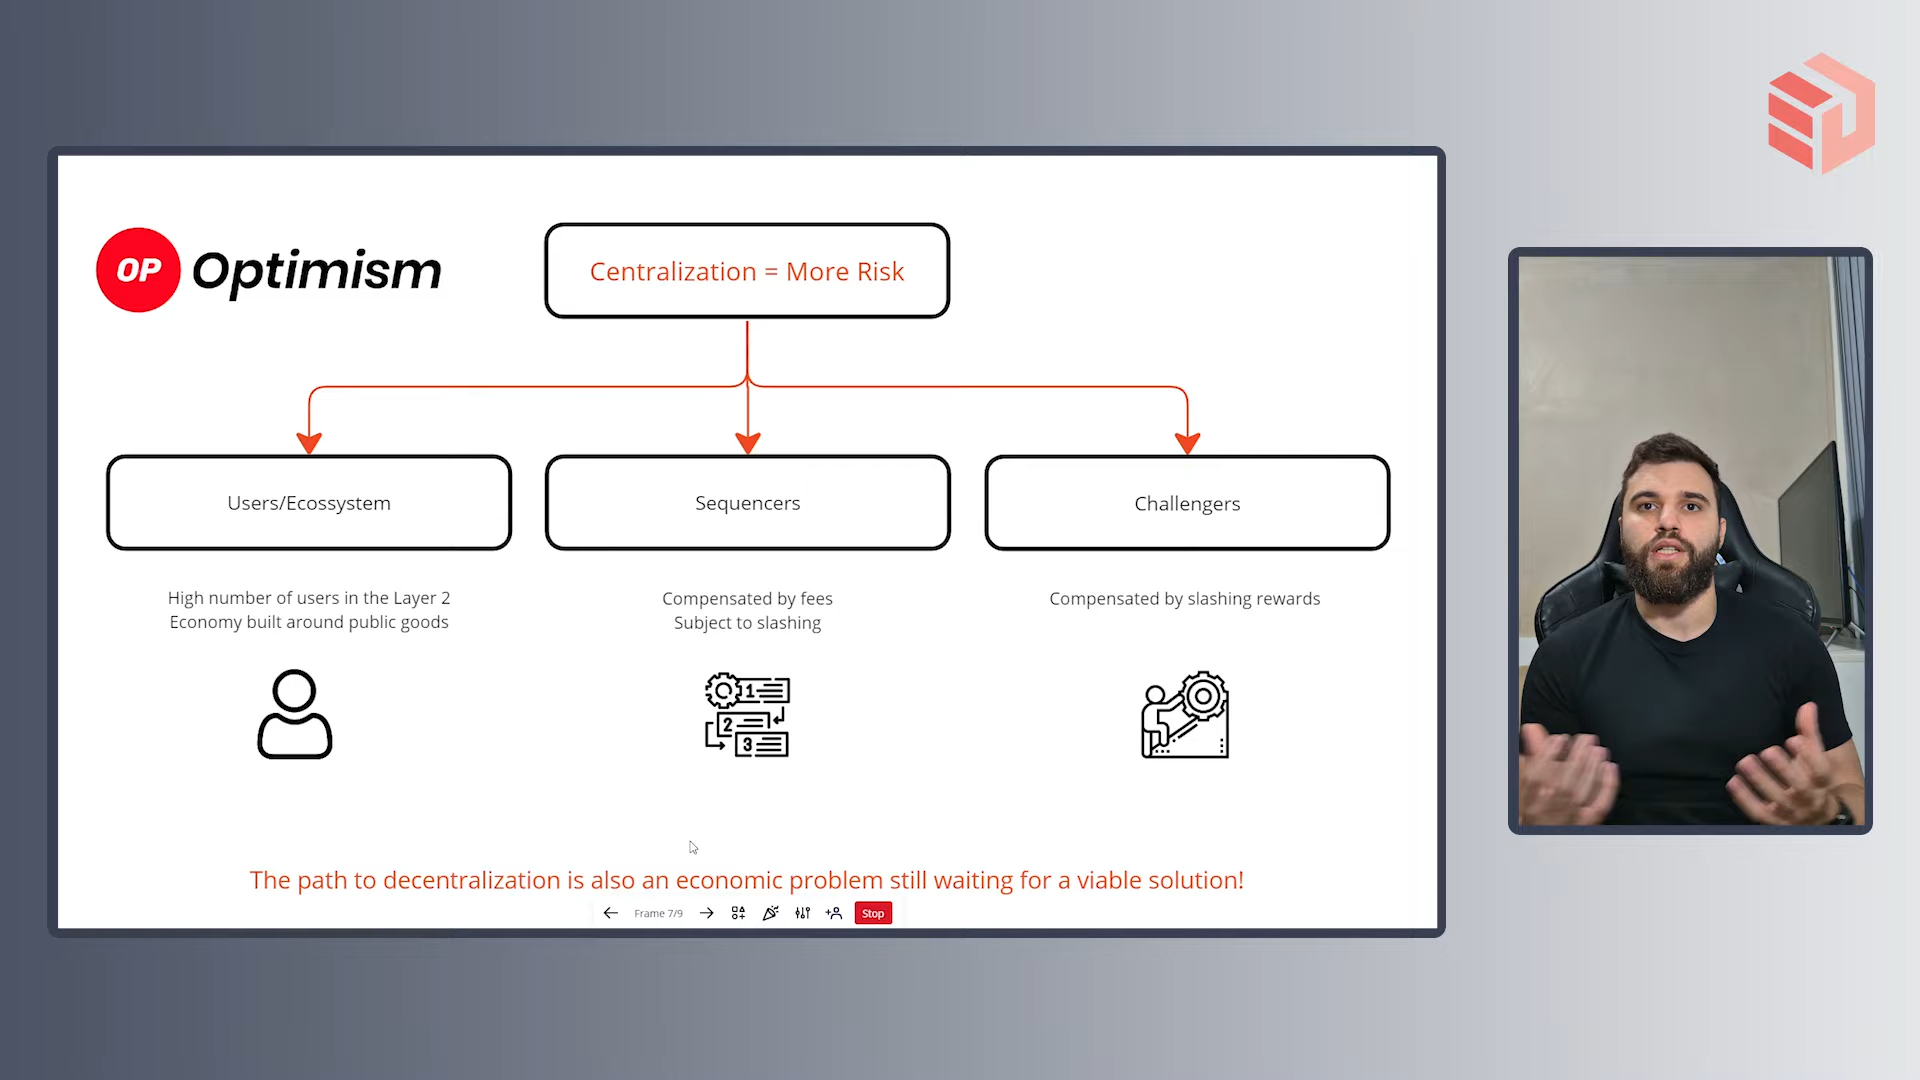 OP Optimism
Centralization = More Risk
Users/Ecossystem
Sequencers
Challengers
High number of users in the Layer 2
Economy built around public goods
Compensated by fees
Subject to slashing
Compensated by slashing rewards
1
2
3
The path to decentralization is also an economic problem still waiting for a viable solution!
Frame 7/9
Stop